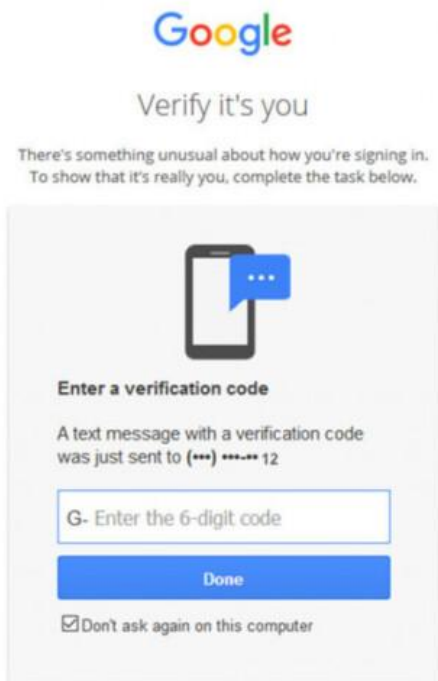 Google
Verify it's you
There's something unusual about how you're signing in.
To show that it's really you, complete the task below.
Enter a verification code
A text message with a verification code
was just sent to (•••) •••-•• 12
G- Enter the 6-digit code
Done
Don't ask again on this computer